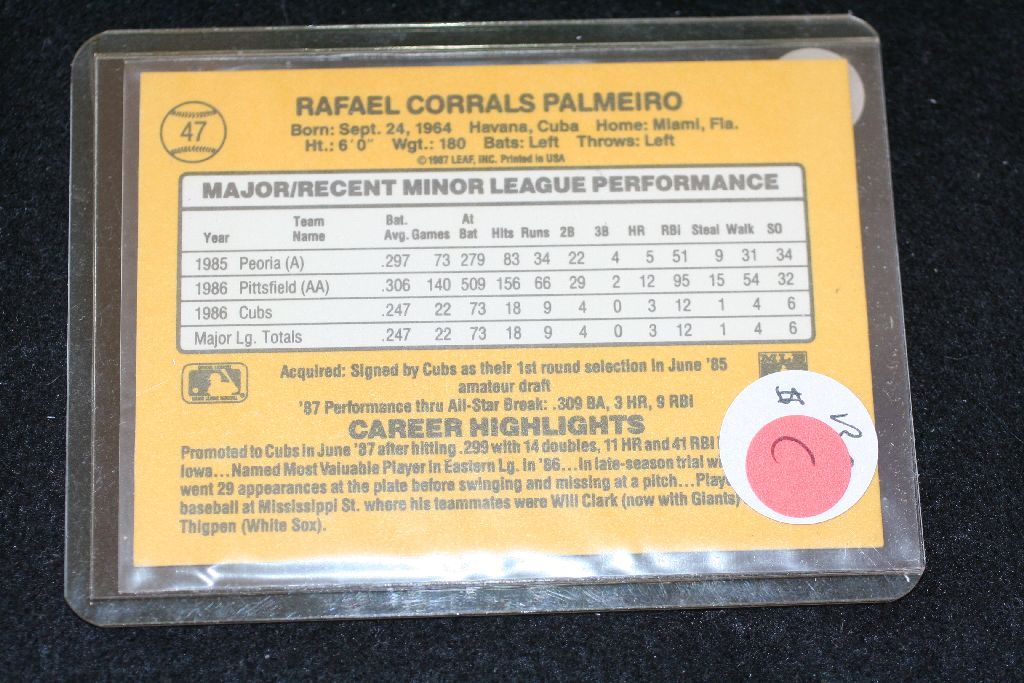 47
RAFAEL CORRALS PALMEIRO
Born: Sept. 24, 1964 Havana, Cuba Home: Miami, Fla.
Ht.: 6'0" Wgt.: 180 Bats: Left Throws: Left
© 1987 LEAF, INC. Printed in USA
MAJOR/RECENT MINOR LEAGUE PERFORMANCE
Year Team Name Bat. Avg. Games At Bat Hits Runs 2B 3B HR RBI Steal Walk SO
1985 Peoria (A) .297 73 279 83 34 22 4 5 51 9 31 34
1986 Pittsfield (AA) .306 140 509 156 66 29 2 12 95 15 54 32
1986 Cubs .247 22 73 18 9 4 0 3 12 1 4 6
Major Lg. Totals .247 22 73 18 9 4 0 3 12 1 4 6
Acquired: Signed by Cubs as their 1st round selection in June '85
amateur draft
'87 Performance thru All-Star Break: .309 BA, 3 HR, 9 RBI
CAREER HIGHLIGHTS
Promoted to Cubs in June '87 after hitting .299 with 14 doubles, 11 HR and 41 RBI
Iowa...Named Most Valuable Player in Eastern Lg. in '86...In late-season trial
went 29 appearances at the plate before swinging and missing at a pitch...
baseball at Mississippi St. where his teammates were Will Clark (now with Giants)
Thigpen (White Sox).